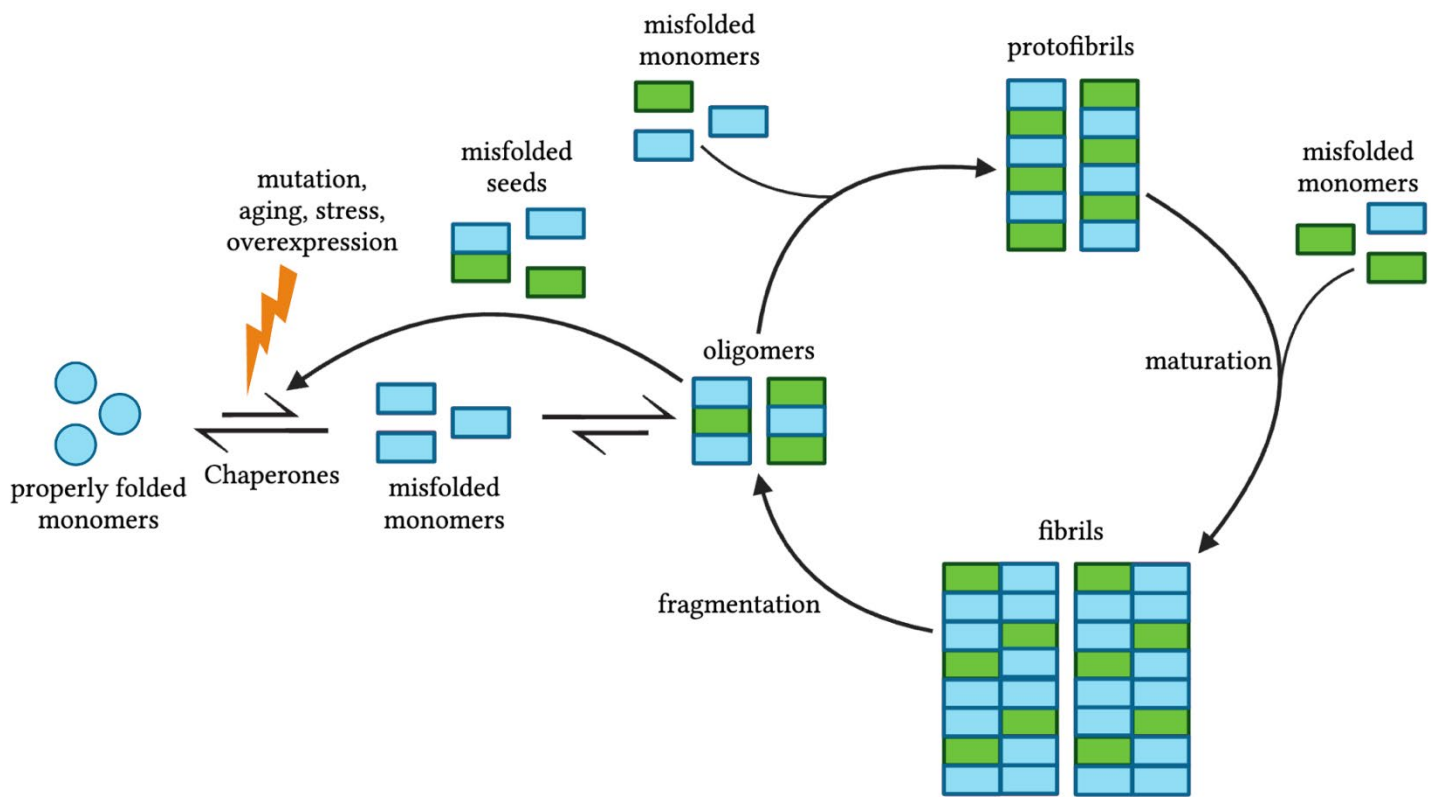 misfolded
monomers
protofibrils
misfolded
seeds
misfolded
monomers
mutation,
aging, stress,
overexpression
oligomers
maturation
Chaperones
properly folded
monomers
misfolded
monomers
fibrils
fragmentation